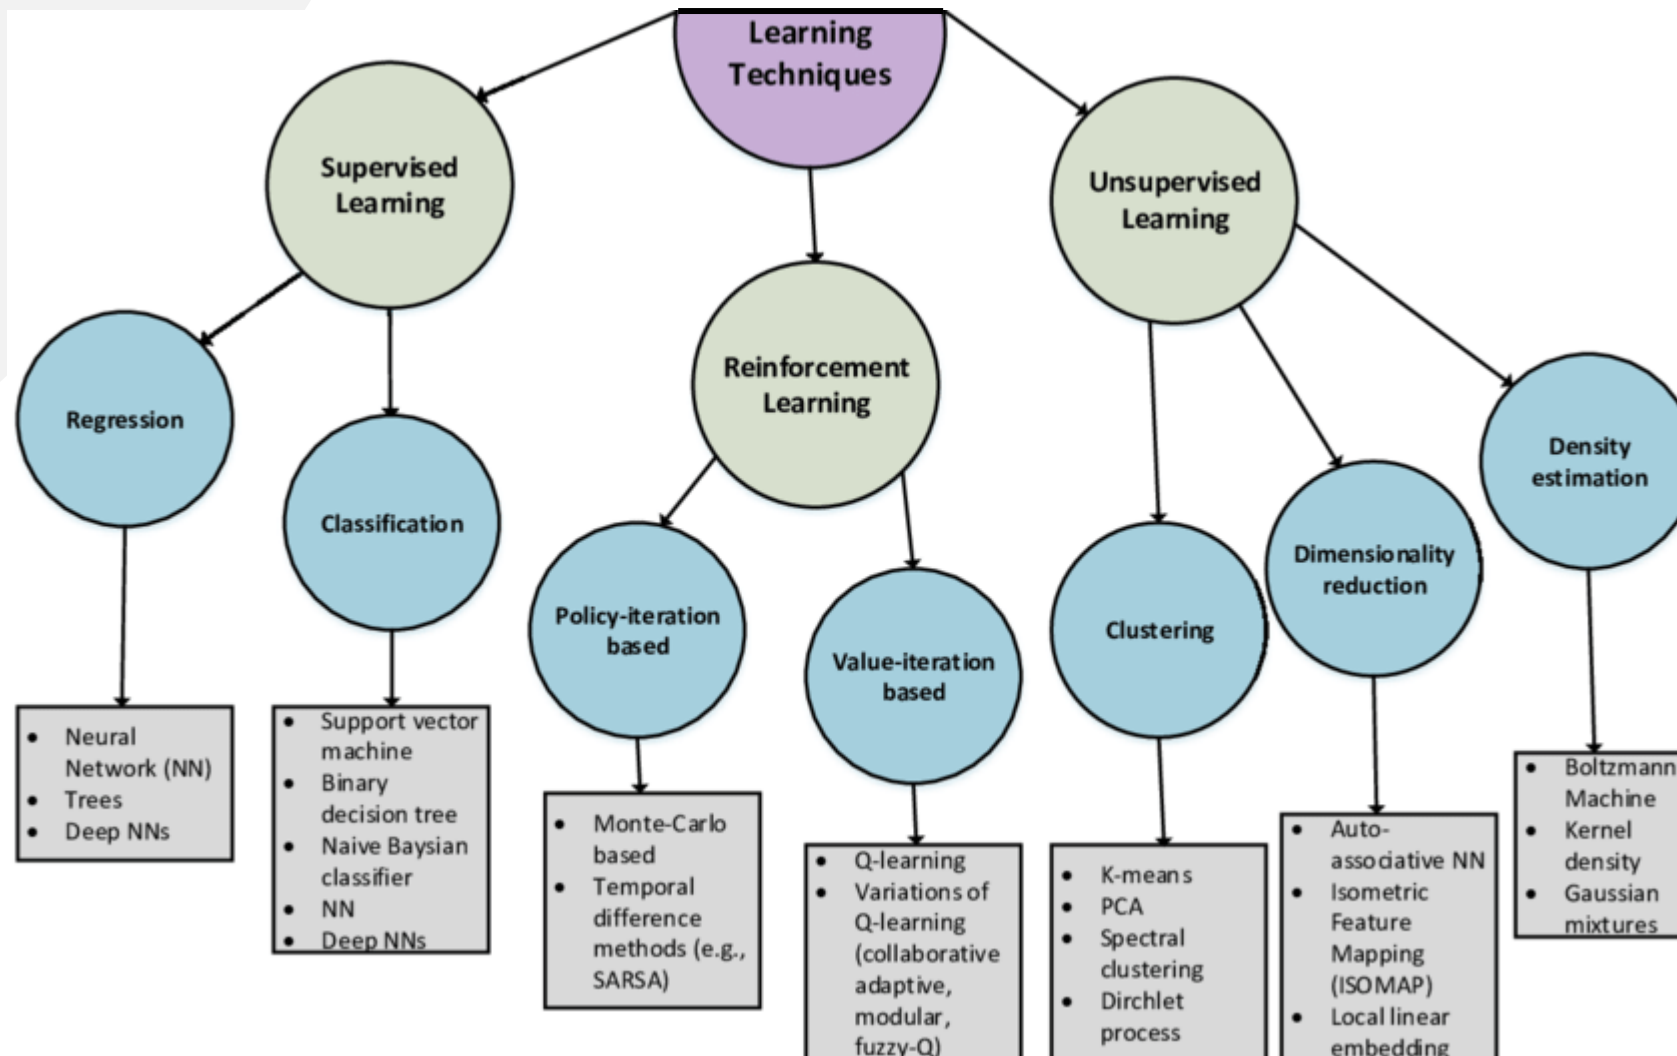 Learning
Techniques
Supervised
Learning
Unsupervised
Learning
Reinforcement
Learning
Regression
Classification
Policy-iteration
based
Value-iteration
based
Clustering
Dimensionality
reduction
Density
estimation
• Neural
Network (NN)
• Trees
• Deep NNs
• Support vector
machine
• Binary
decision tree
• Naive Baysian
classifier
• NN
• Deep NNs
• Monte-Carlo
based
• Temporal
difference
methods (e.g.,
SARSA)
• Q-learning
• Variations of
Q-learning
(collaborative
adaptive,
modular,
fuzzy-Q)
• K-means
• PCA
• Spectral
clustering
• Dirchlet
process
• Auto-
associative NN
• Isometric
Feature
Mapping
(ISOMAP)
• Local linear
embedding
• Boltzmann
Machine
• Kernel
density
• Gaussian
mixtures